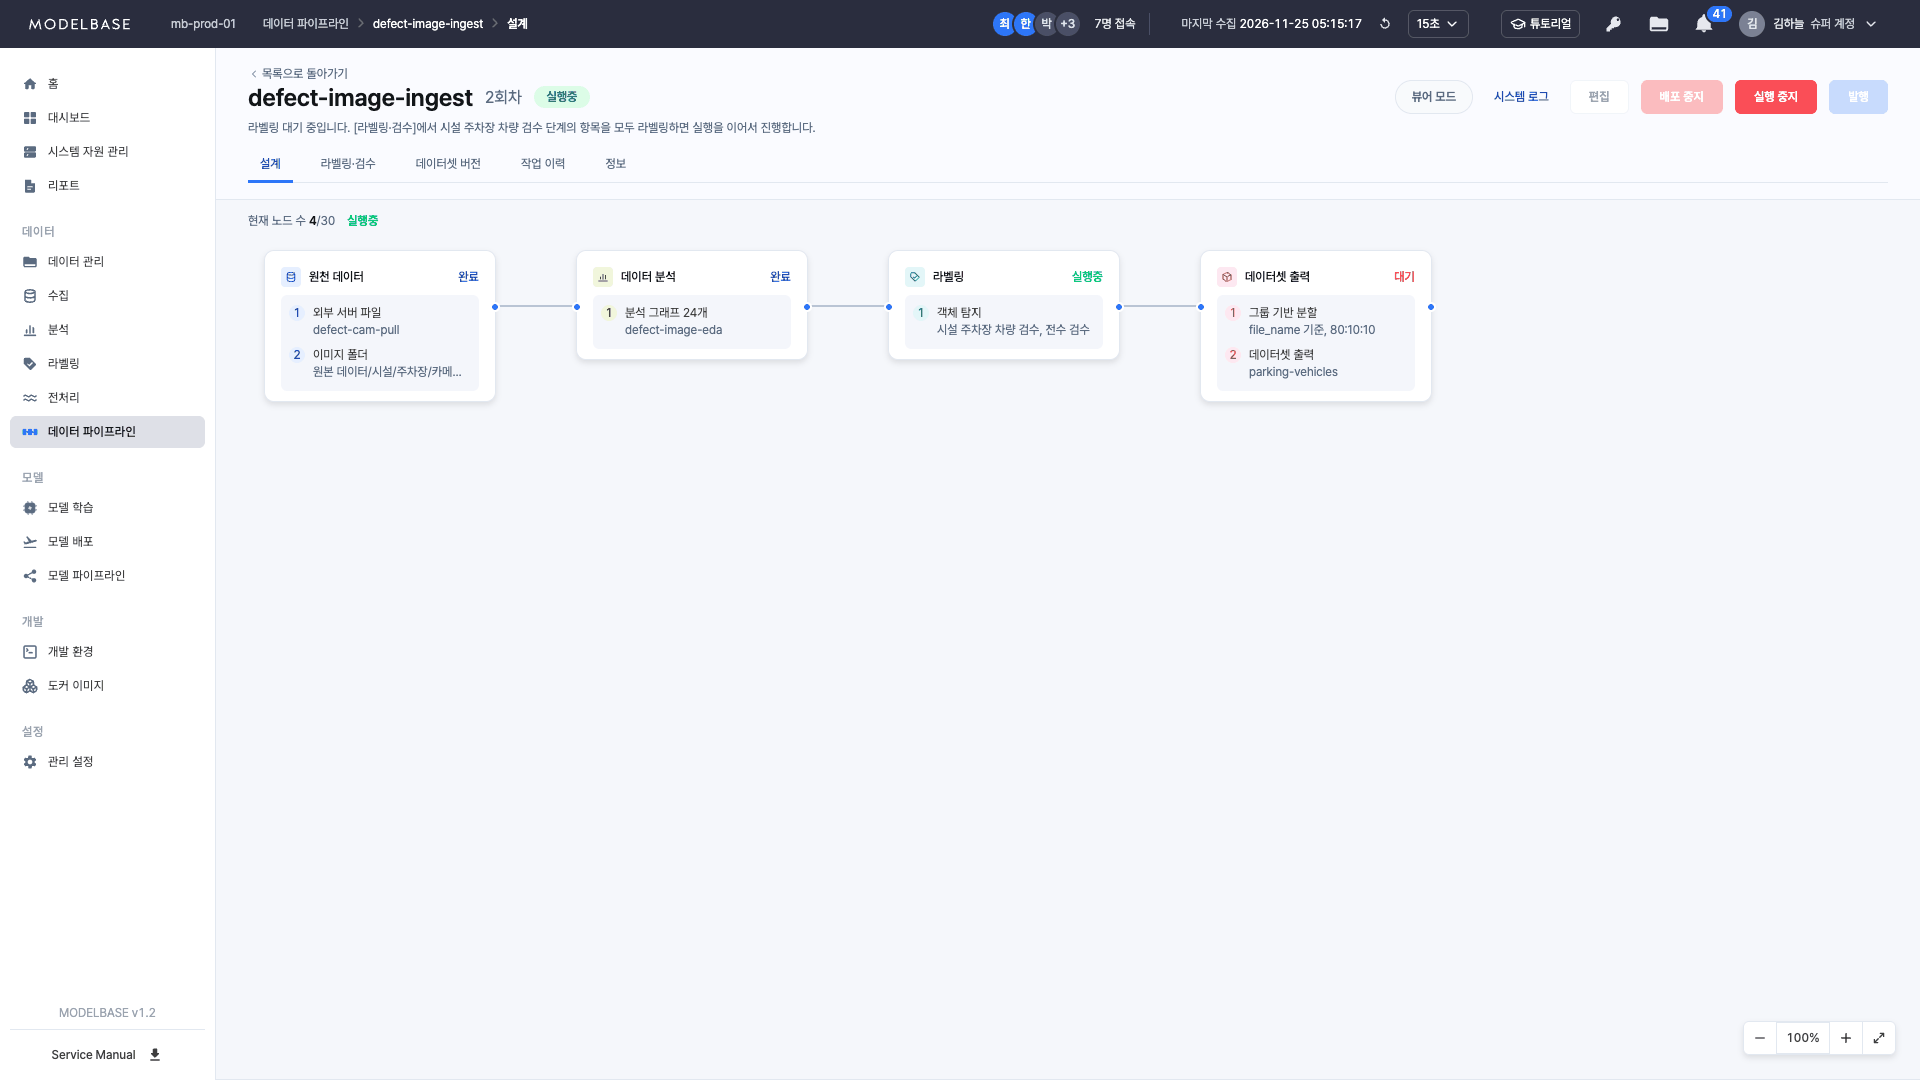 MODELBASE
mb-prod-01
데이터 파이프라인 > defect-image-ingest > 설계
최 한 박 +3 7명 접속
마지막 수집 2026-11-25 05:15:17
15초
튜토리얼
41
김 김하늘 슈퍼 계정
홈
대시보드
시스템 자원 관리
리포트
데이터
데이터 관리
수집
분석
라벨링
전처리
데이터 파이프라인
모델
모델 학습
모델 배포
모델 파이프라인
개발
개발 환경
도커 이미지
설정
관리 설정
MODELBASE v1.2
Service Manual
목록으로 돌아가기
defect-image-ingest 2회차 실행중
라벨링 대기 중입니다. [라벨링·검수]에서 시설 주차장 차량 검수 단계의 항목을 모두 라벨링하면 실행을 이어서 진행합니다.
뷰어 모드
시스템 로그
편집
배포 중지
실행 중지
발행
설계
라벨링·검수
데이터셋 버전
작업 이력
정보
현재 노드 수 4/30 실행중
원천 데이터 완료
1 외부 서버 파일
defect-cam-pull
2 이미지 폴더
원본 데이터/시설/주차장/카메...
데이터 분석 완료
1 분석 그래프 24개
defect-image-eda
라벨링 실행중
1 객체 탐지
시설 주차장 차량 검수, 전수 검수
데이터셋 출력 대기
1 그룹 기반 분할
file_name 기준, 80:10:10
2 데이터셋 출력
parking-vehicles
100%